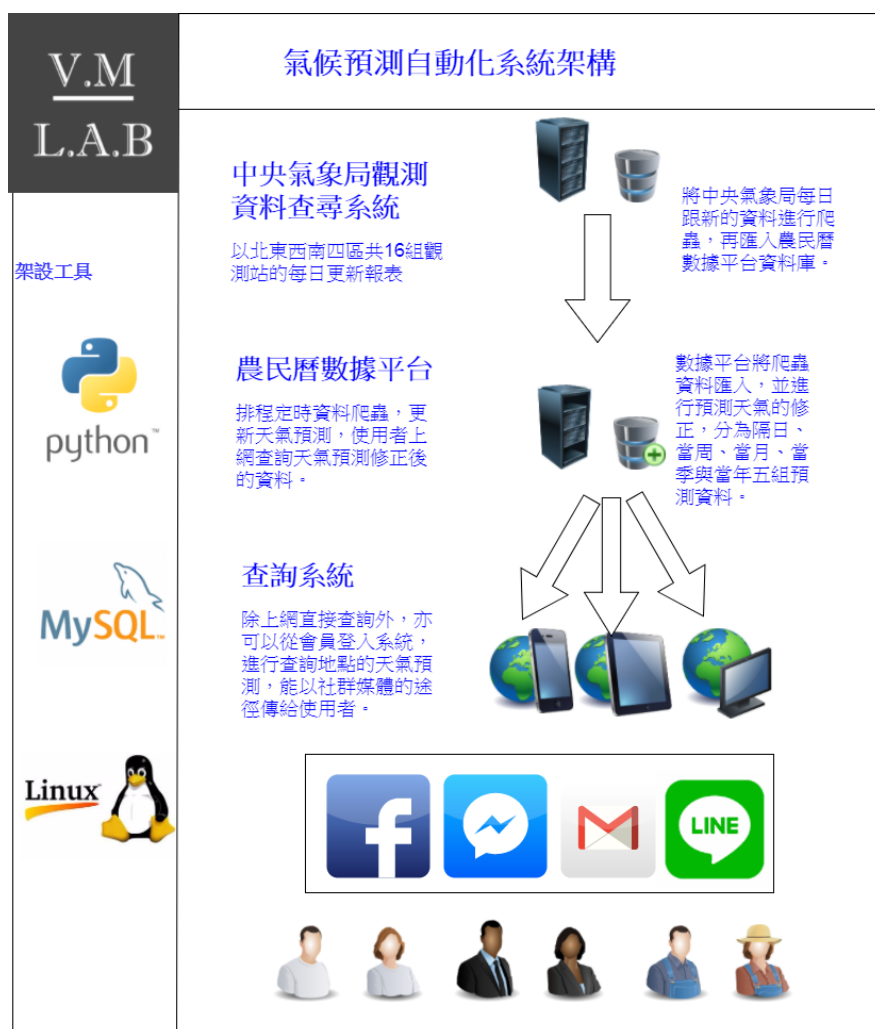 V.M
L.A.B
氣候預測自動化系統架構
架設工具
python™
MySQL™
Linux
中央氣象局觀測
資料查尋系統
以北東西南四區共16組觀
測站的每日更新報表
將中央氣象局每日
跟新的資料進行爬
蟲，再匯入農民曆
數據平台資料庫。
農民曆數據平台
排程定時資料爬蟲，更
新天氣預測，使用者上
網查詢天氣預測修正後
的資料。
數據平台將爬蟲
資料匯入，並進
行預測天氣的修
正，分為隔日、
當周、當月、當
季與當年五組預
測資料。
查詢系統
除上網直接查詢外，亦
可以從會員登入系統，
進行查詢地點的天氣預
測，能以社群媒體的途
徑傳給使用者。
f
M
LINE